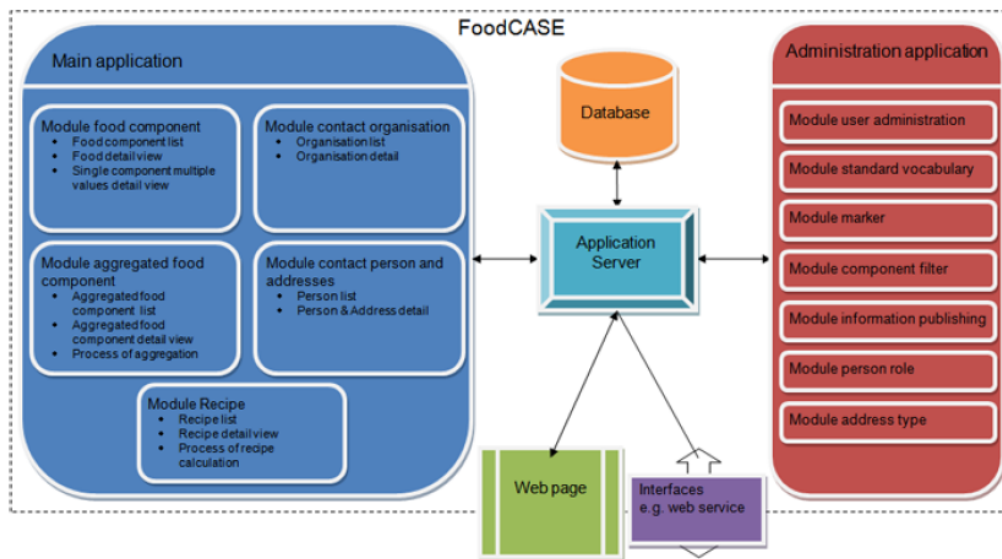 FoodCASE
Main application
Module food component
• Food component list
• Food detail view
• Single component multiple
values detail view
Module contact organisation
• Organisation list
• Organisation detail
Module aggregated food
component
• Aggregated food
component list
• Aggregated food
component detail view
• Process of aggregation
Module contact person and
addresses
• Person list
• Person & Address detail
Module Recipe
• Recipe list
• Recipe detail view
• Process of recipe
calculation
Database
Application
Server
Web page
Interfaces
e.g. web service
Administration application
Module user administration
Module standard vocabulary
Module marker
Module component filter
Module information publishing
Module person role
Module address type